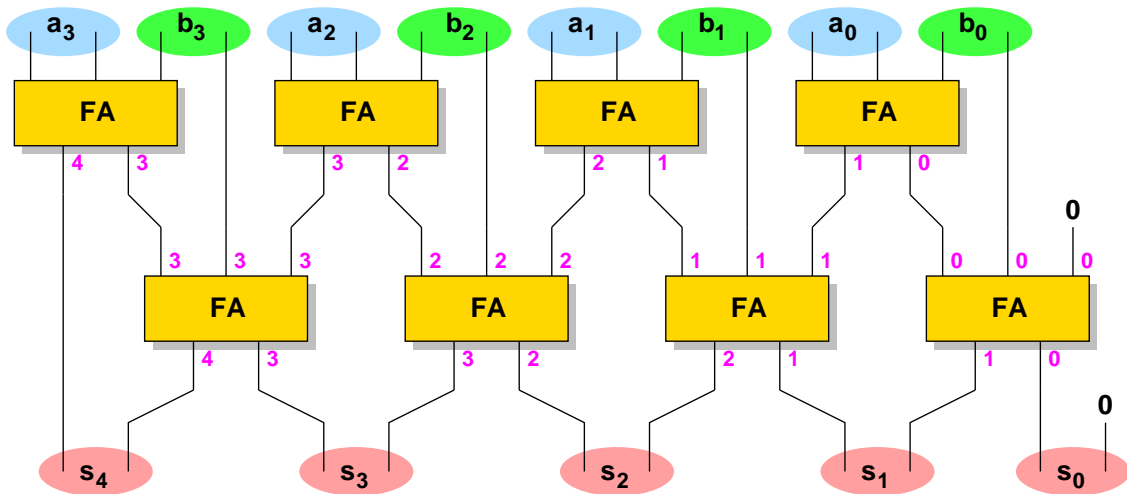 a3 b3 a2 b2 a1 b1 a0 b0
FA FA FA FA
4 3 3 2 2 1 1 0
0
3 3 3 2 2 2 1 1 1 0 0 0
FA FA FA FA
4 3 3 2 2 1 1 0
0
s4 s3 s2 s1 s0